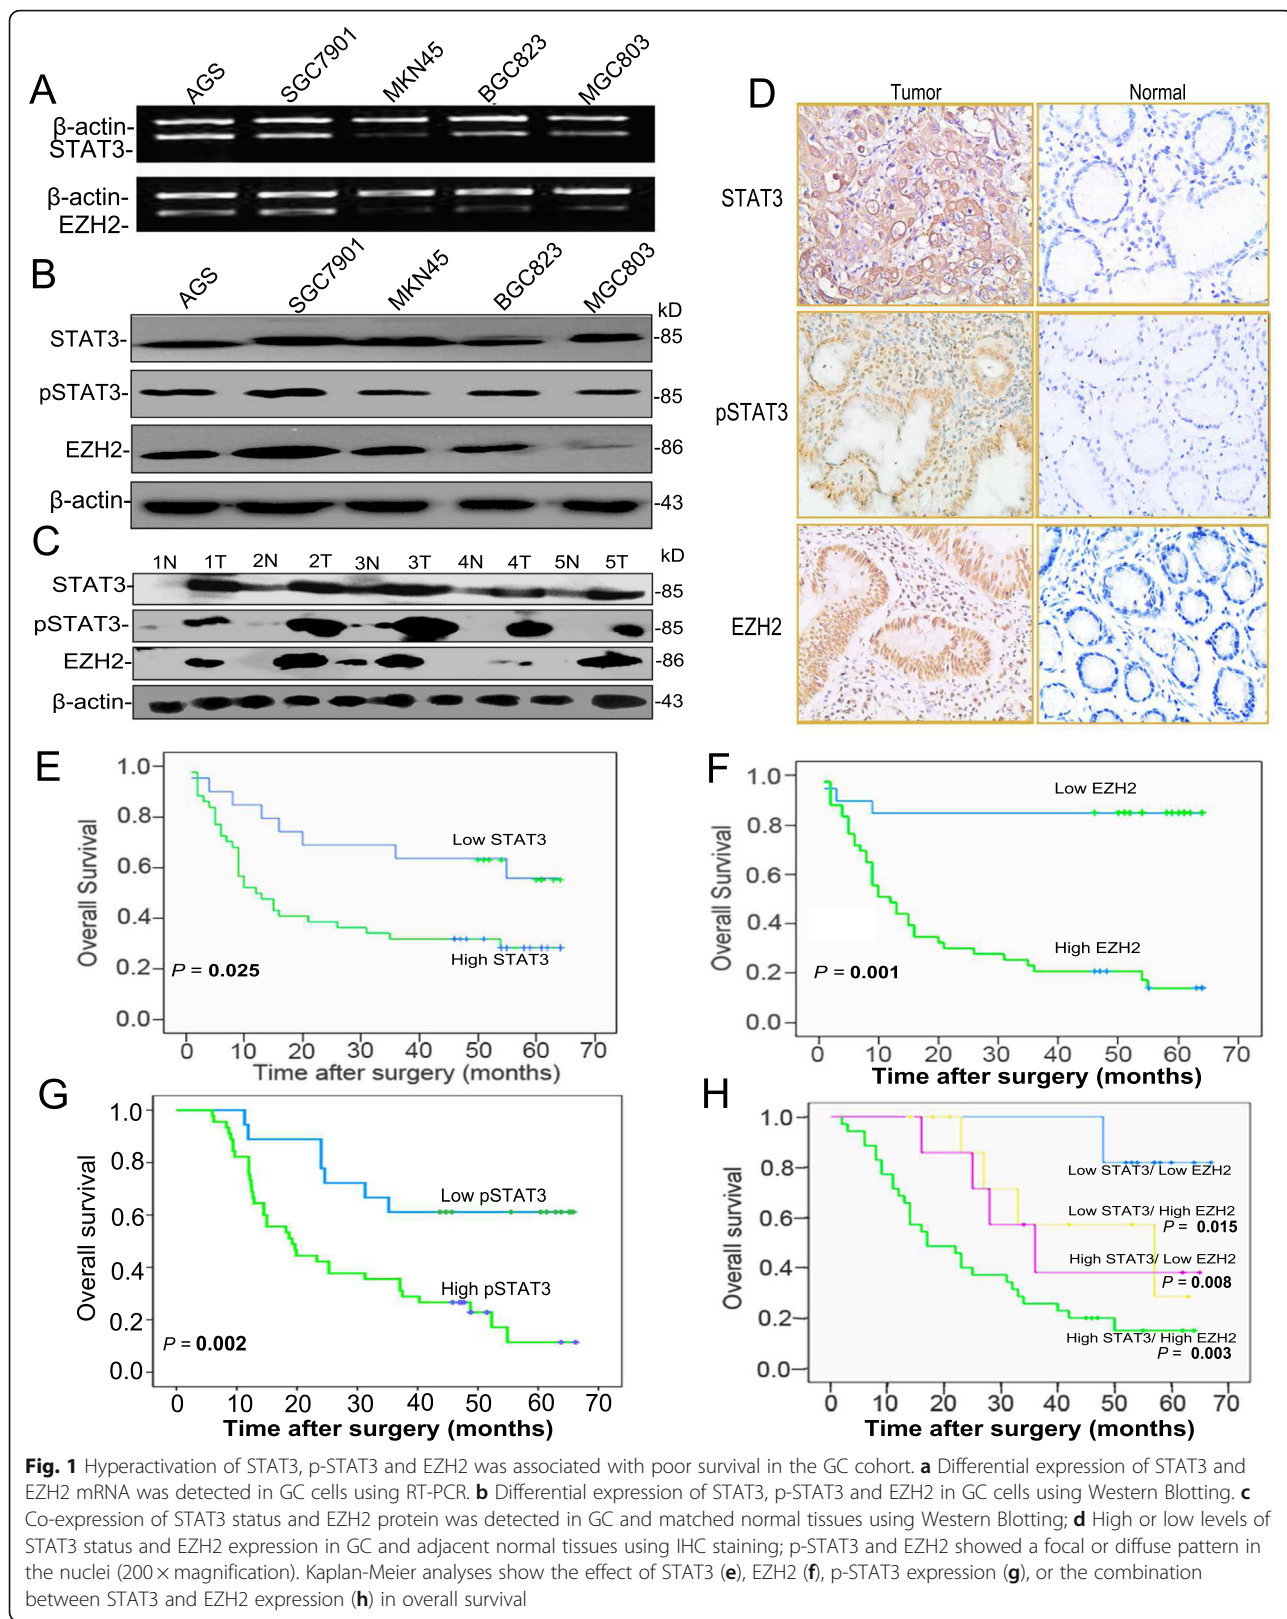 A
AGS
SGC7901
MKN45
BGC823
MGC803
β-actin-
STAT3-
β-actin-
EZH2-
B
AGS
SGC7901
MKN45
BGC823
MGC803
kD
STAT3-
-85
pSTAT3-
-85
EZH2-
-86
β-actin-
-43
C
1N 1T 2N 2T 3N 3T 4N 4T 5N 5T
kD
STAT3-
-85
pSTAT3-
-85
EZH2-
-86
β-actin-
-43
D
Tumor
Normal
STAT3
pSTAT3
EZH2
E
Overall Survival
1.0
0.8
0.6
0.4
0.2
0.0
Low STAT3
High STAT3
P = 0.025
0 10 20 30 40 50 60 70
Time after surgery (months)
F
Overall Survival
1.0
0.8
0.6
0.4
0.2
0.0
Low EZH2
High EZH2
P = 0.001
0 10 20 30 40 50 60 70
Time after surgery (months)
G
Overall survival
1.0
0.8
0.6
0.4
0.2
0.0
Low pSTAT3
High pSTAT3
P = 0.002
0 10 20 30 40 50 60 70
Time after surgery (months)
H
Overall survival
1.0
0.8
0.6
0.4
0.2
0.0
Low STAT3/ Low EZH2
Low STAT3/ High EZH2
P = 0.015
High STAT3/ Low EZH2
P = 0.008
High STAT3/ High EZH2
P = 0.003
0 10 20 30 40 50 60 70
Time after surgery (months)
Fig. 1 Hyperactivation of STAT3, p-STAT3 and EZH2 was associated with poor survival in the GC cohort. a Differential expression of STAT3 and
EZH2 mRNA was detected in GC cells using RT-PCR. b Differential expression of STAT3, p-STAT3 and EZH2 in GC cells using Western Blotting. c
Co-expression of STAT3 status and EZH2 protein was detected in GC and matched normal tissues using Western Blotting; d High or low levels of
STAT3 status and EZH2 expression in GC and adjacent normal tissues using IHC staining; p-STAT3 and EZH2 showed a focal or diffuse pattern in
the nuclei (200 × magnification). Kaplan-Meier analyses show the effect of STAT3 (e), EZH2 (f), p-STAT3 expression (g), or the combination
between STAT3 and EZH2 expression (h) in overall survival